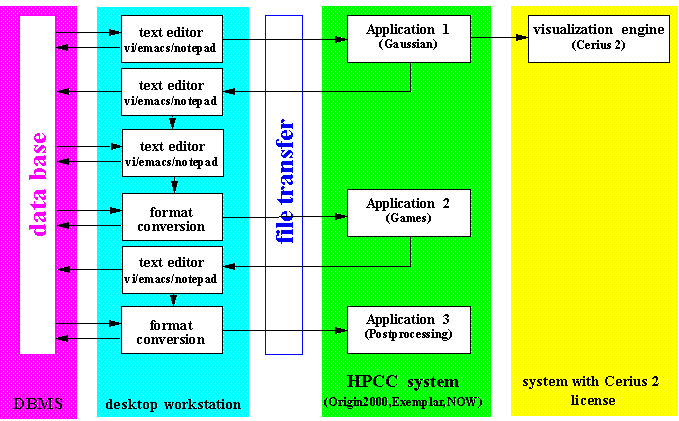 data base
DBMS
text editor
vi/emacs/notepad
text editor
vi/emacs/notepad
text editor
vi/emacs/notepad
format
conversion
text editor
vi/emacs/notepad
format
conversion
desktop workstation
file transfer
Application 1
(Gaussian)
Application 2
(Games)
Application 3
(Postprocessing)
HPCC system
(Origin2000,Exemplar,NOW)
visualization engine
(Cerius 2)
system with Cerius 2
license